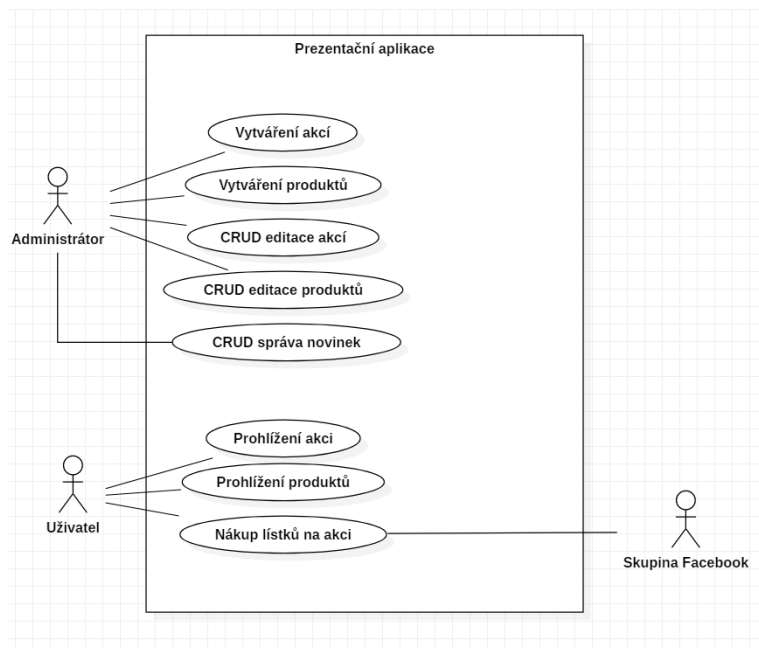 Prezentační aplikace
Vytváření akcí
Vytváření produktů
CRUD editace akcí
Administrátor
CRUD editace produktů
CRUD správa novinek
Prohlížení akci
Prohlížení produktů
Uživatel
Nákup lístků na akci
Skupina Facebook